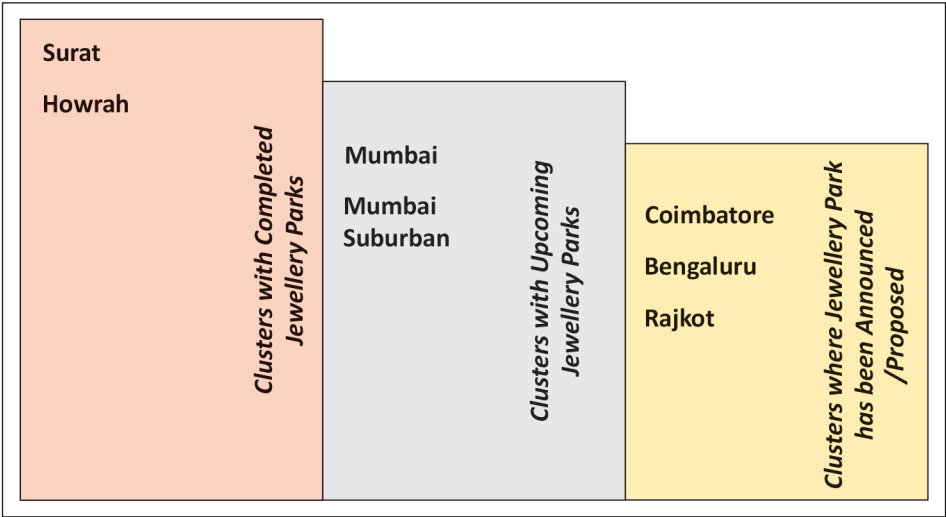 Surat
Howrah
Clusters with Completed
Jewellery Parks
Mumbai
Mumbai
Suburban
Clusters with Upcoming
Jewellery Parks
Coimbatore
Bengaluru
Rajkot
Clusters where Jewellery Park
has been Announced
/Proposed